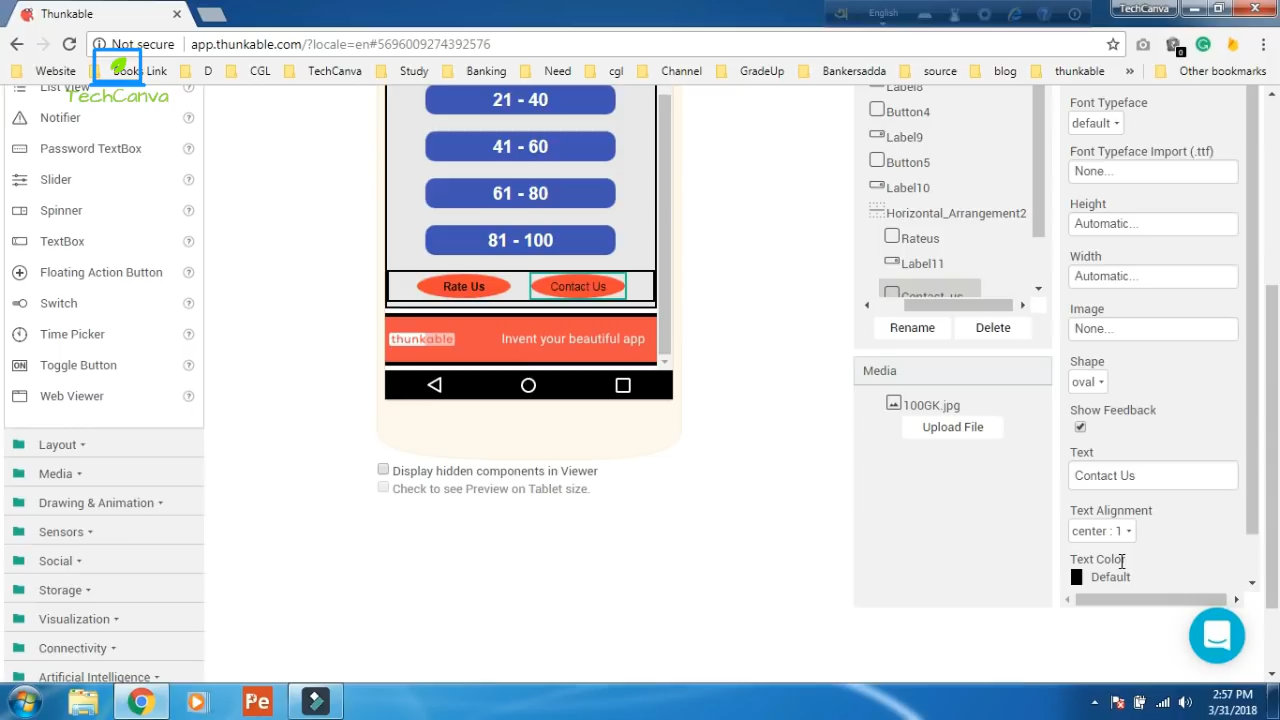 Thunkable
English
TechCanva
Not secure
app.thunkable.com/?locale=en#5696009274392576
0
Website
Books Link
D
CGL
TechCanva
Study
Banking
Need
cgl
Channel
GradeUp
Bankersadda
source
blog
thunkable
»
Other bookmarks
TechCanva
List View
Notifier
Password TextBox
Slider
Spinner
TextBox
Floating Action Button
Switch
Time Picker
ON Toggle Button
Web Viewer
Layout
Media
Drawing & Animation
Sensors
Social
Storage
Visualization
Connectivity
Artificial Intelligence
21 - 40
41 - 60
61 - 80
81 - 100
Rate Us
Contact Us
thunkable
Invent your beautiful app
Display hidden components in Viewer
Check to see Preview on Tablet size.
Label8
Button4
Label9
Button5
Label10
Horizontal_Arrangement2
Rateus
Label11
Contact_us
Rename
Delete
Media
100GK.jpg
Upload File
Font Typeface
default
Font Typeface Import (.ttf)
None...
Height
Automatic...
Width
Automatic...
Image
None...
Shape
oval
Show Feedback
Text
Contact Us
Text Alignment
center : 1
Text Color
Default
Pe
2:57 PM
3/31/2018